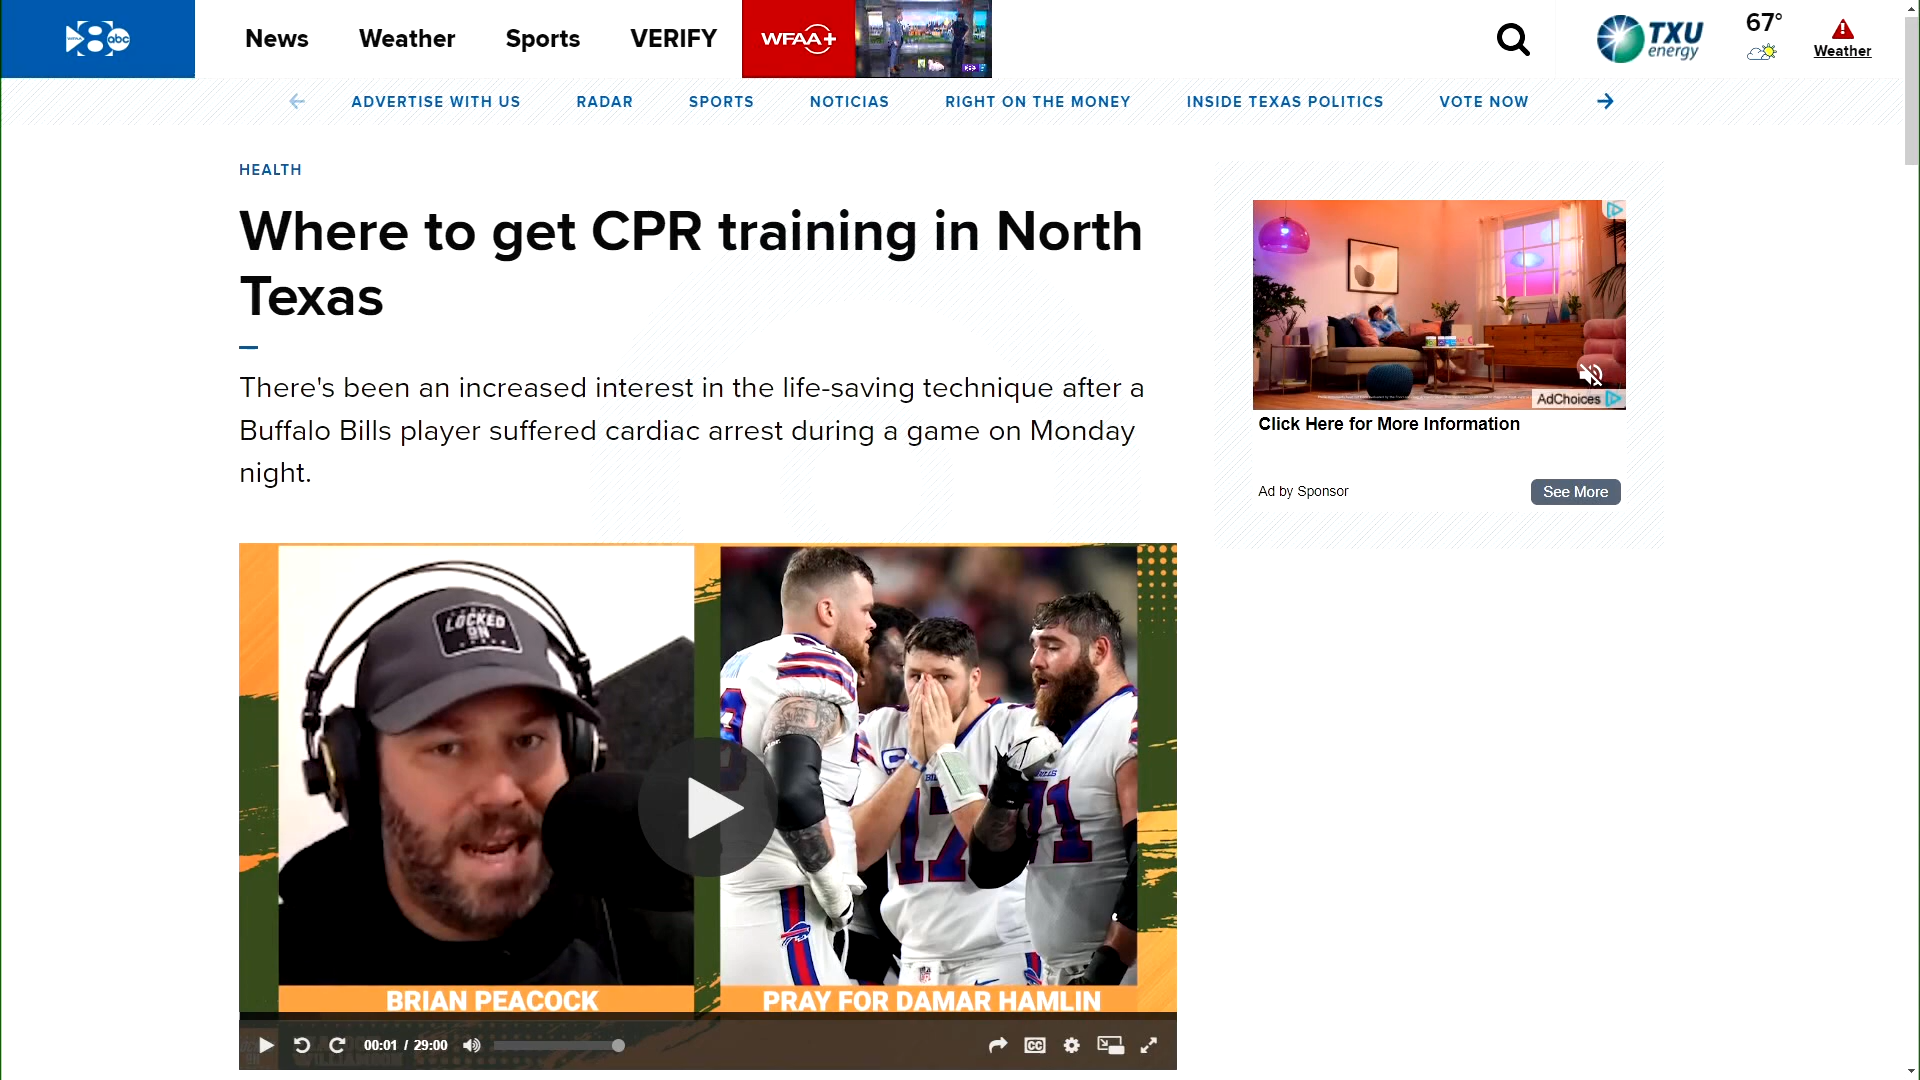 8 abc
News
Weather
Sports
VERIFY
WFAA+
TXU
energy
67°
Weather
ADVERTISE WITH US
RADAR
SPORTS
NOTICIAS
RIGHT ON THE MONEY
INSIDE TEXAS POLITICS
VOTE NOW
HEALTH
Where to get CPR training in North
Texas
There's been an increased interest in the life-saving technique after a
Buffalo Bills player suffered cardiac arrest during a game on Monday
night.
AdChoices
Click Here for More Information
Ad by Sponsor
See More
LOCKED
ON
17
71
BRIAN PEACOCK
PRAY FOR DAMAR HAMLIN
00:01 / 29:00
CC